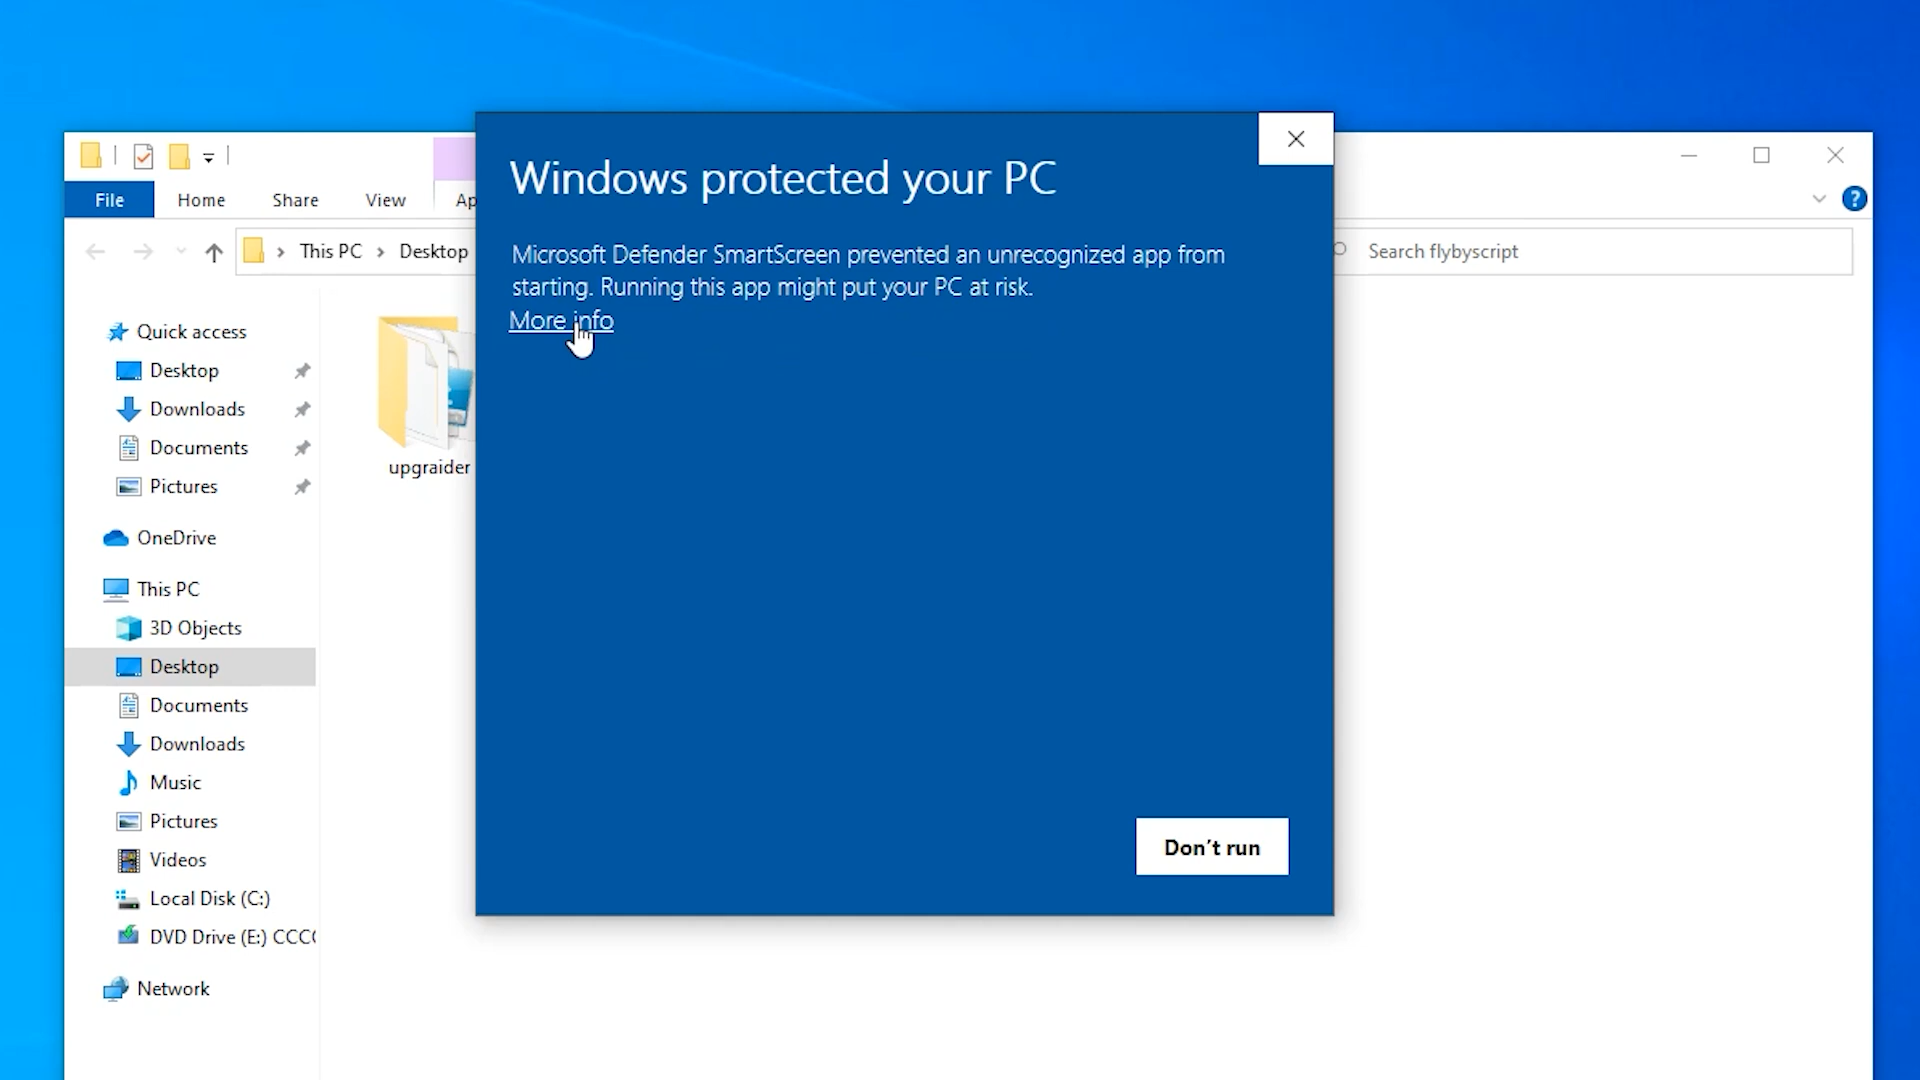 Windows protected your PC
Microsoft Defender SmartScreen prevented an unrecognized app from
starting. Running this app might put your PC at risk.
More info
Don't run
File
Home
Share
View
Ap
This PC
Desktop
Search flybyscript
Quick access
Desktop
Downloads
Documents
Pictures
OneDrive
This PC
3D Objects
Desktop
Documents
Downloads
Music
Pictures
Videos
Local Disk (C:)
DVD Drive (E:) CCC
Network
upgraider